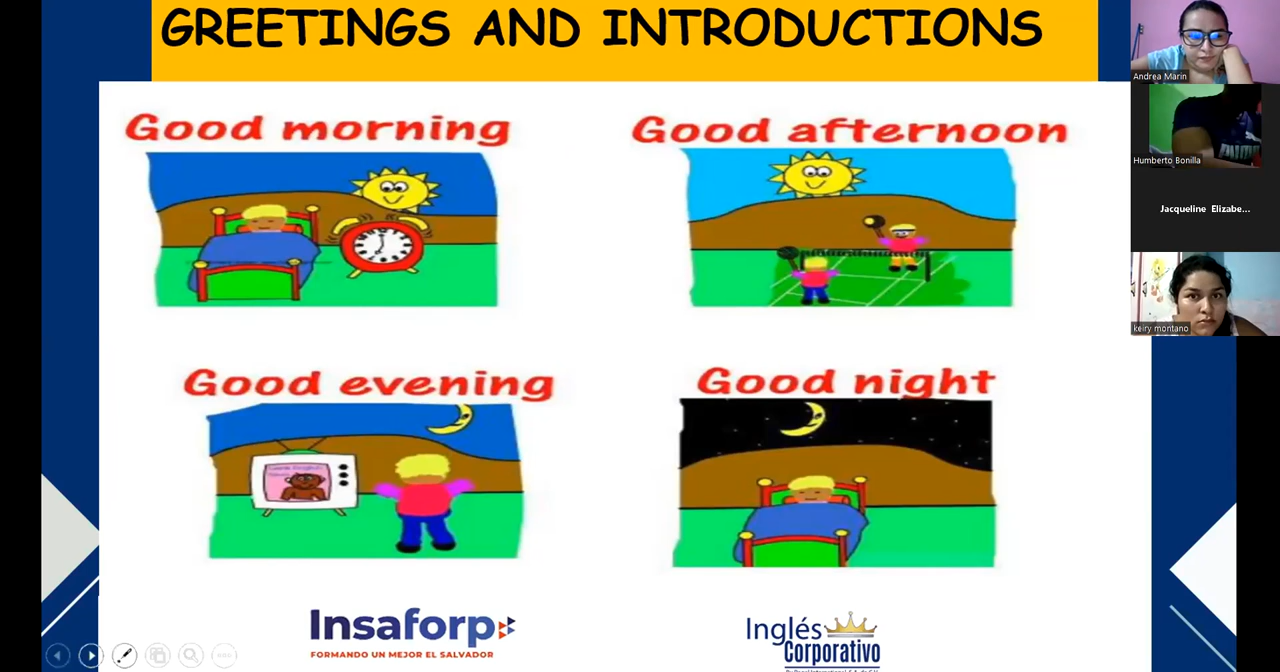 GREETINGS AND INTRODUCTIONS
Good morning
Good afternoon
Good evening
Good night
Insaforp
FORMANDO UN MEJOR EL SALVADOR
Inglés
Corporativo
Andrea Marin
Humberto Bonilla
Jacqueline Elizabe...
keiry montano